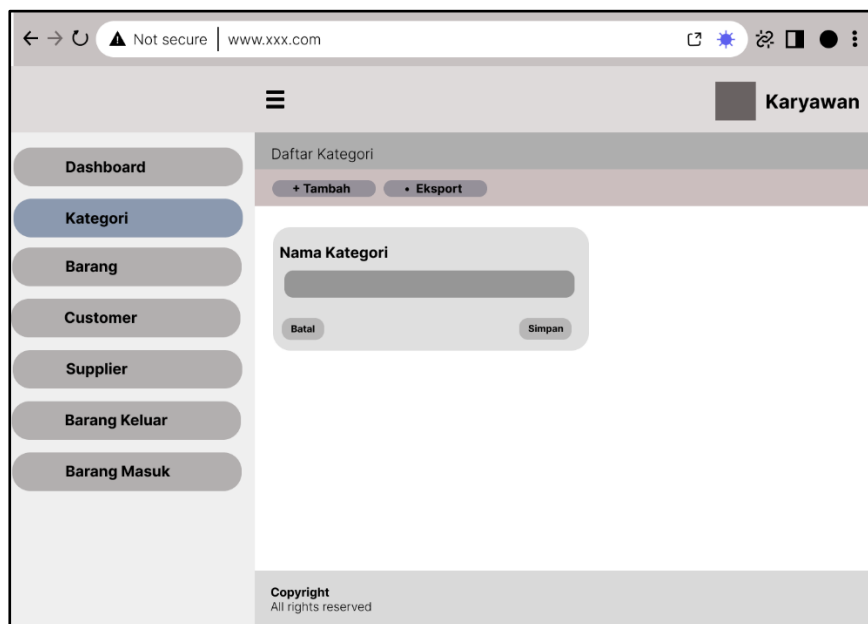 Not secure www.xxx.com
Karyawan
Dashboard
Kategori
Barang
Customer
Supplier
Barang Keluar
Barang Masuk
Daftar Kategori
+ Tambah
• Eksport
Nama Kategori
Batal
Simpan
Copyright
All rights reserved